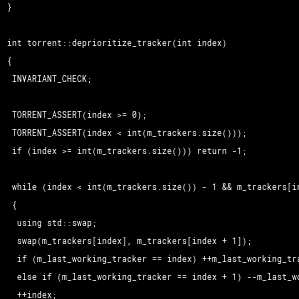 }
int torrent::deprioritize_tracker(int index)
{
INVARIANT_CHECK;
TORRENT_ASSERT(index >= 0);
TORRENT_ASSERT(index < int(m_trackers.size()));
if (index >= int(m_trackers.size())) return -1;
while (index < int(m_trackers.size()) - 1 && m_trackers[in
{
using std::swap;
swap(m_trackers[index], m_trackers[index + 1]);
if (m_last_working_tracker == index) ++m_last_working_tra
else if (m_last_working_tracker == index + 1) --m_last_wo
++index;